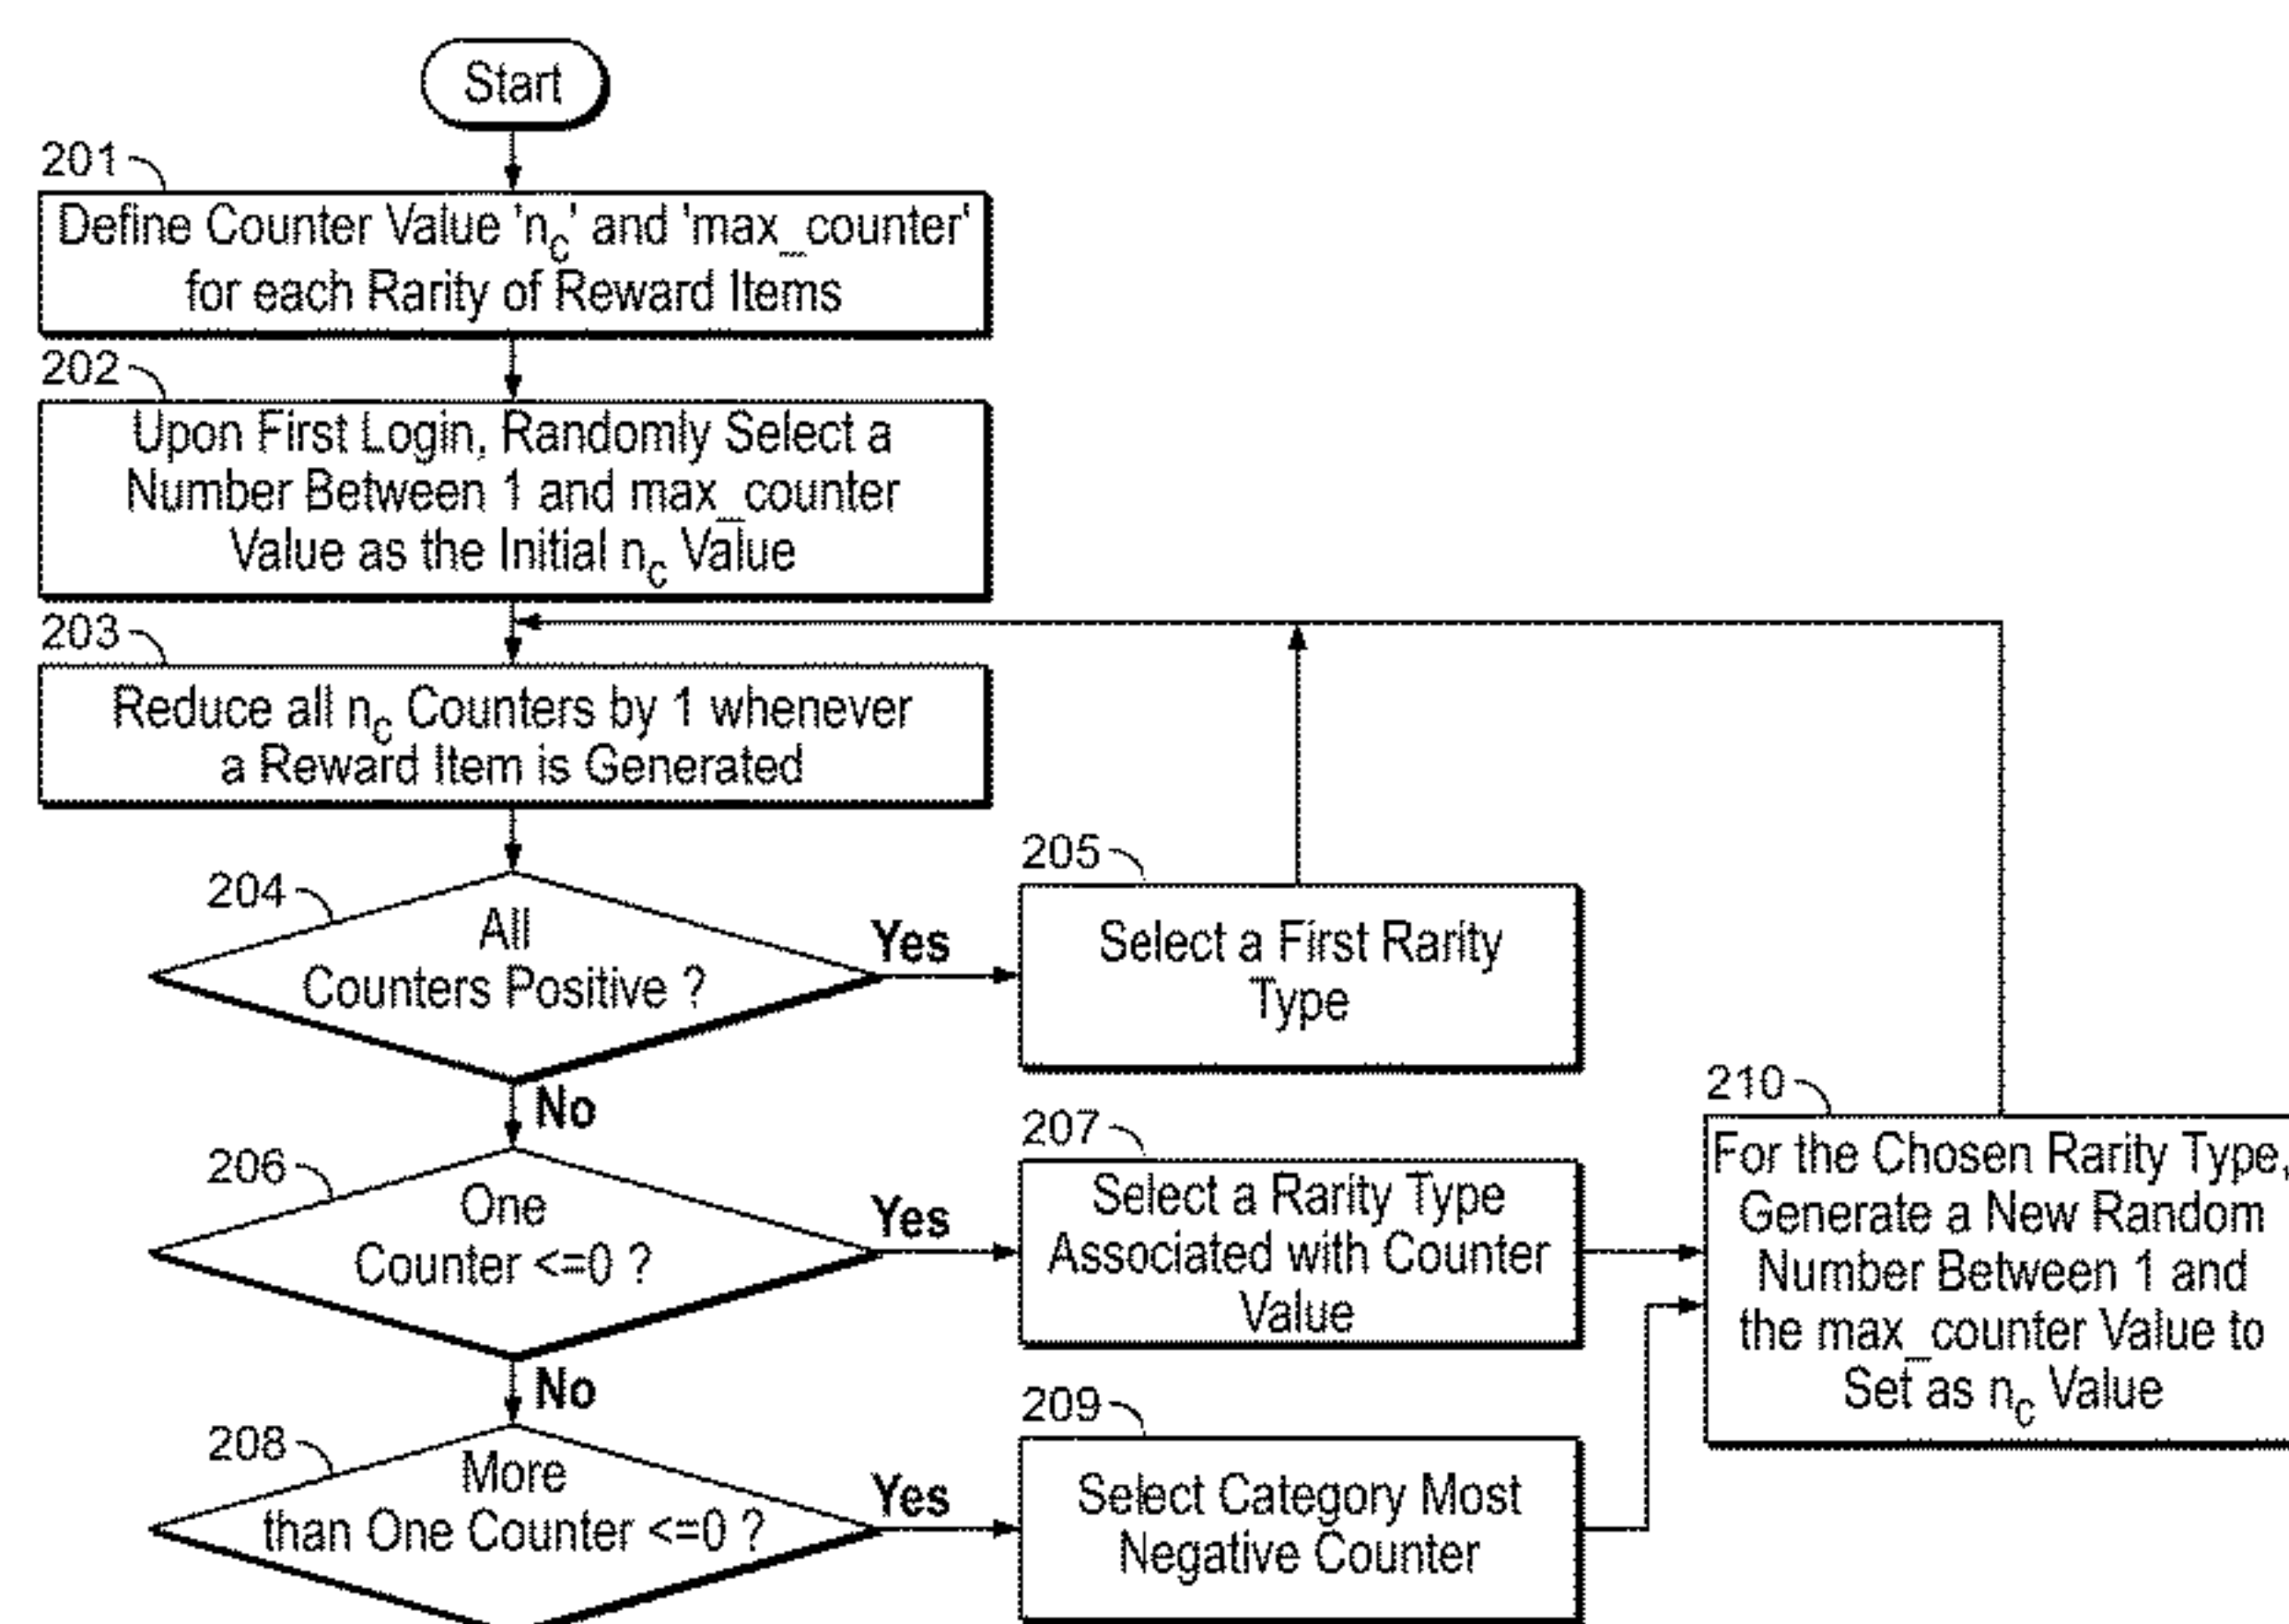 Start
201
Define Counter Value 'nc' and 'max_counter'
for each Rarity of Reward Items
202
Upon First Login, Randomly Select a
Number Between 1 and max_counter
Value as the Initial nc Value
203
Reduce all nc Counters by 1 whenever
a Reward Item is Generated
204
All
Counters Positive ?
Yes
205
Select a First Rarity
Type
No
206
One
Counter <=0 ?
Yes
207
Select a Rarity Type
Associated with Counter
Value
210
For the Chosen Rarity Type,
Generate a New Random
Number Between 1 and
the max_counter Value to
Set as nc Value
No
208
More
than One Counter <=0 ?
Yes
209
Select Category Most
Negative Counter